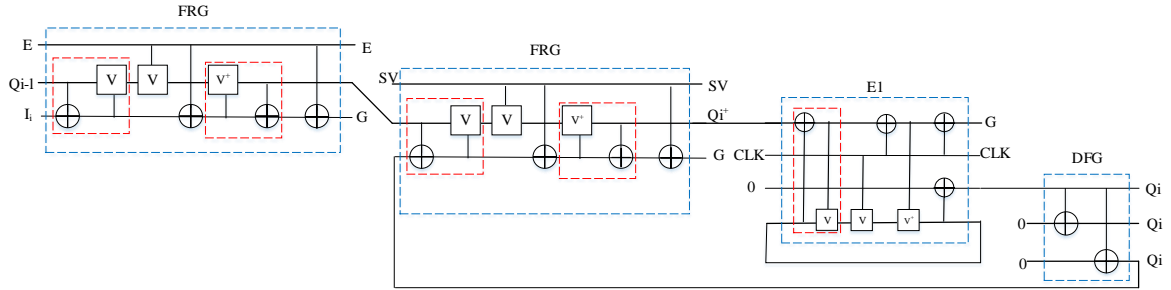 FRG
E
E
Qi-1
V
V
V+
Ii
G
FRG
SV
SV
V
V
V+
Qi+
G
E1
G
CLK
CLK
0
V
V
V+
DFG
Qi
0
Qi
0
Qi